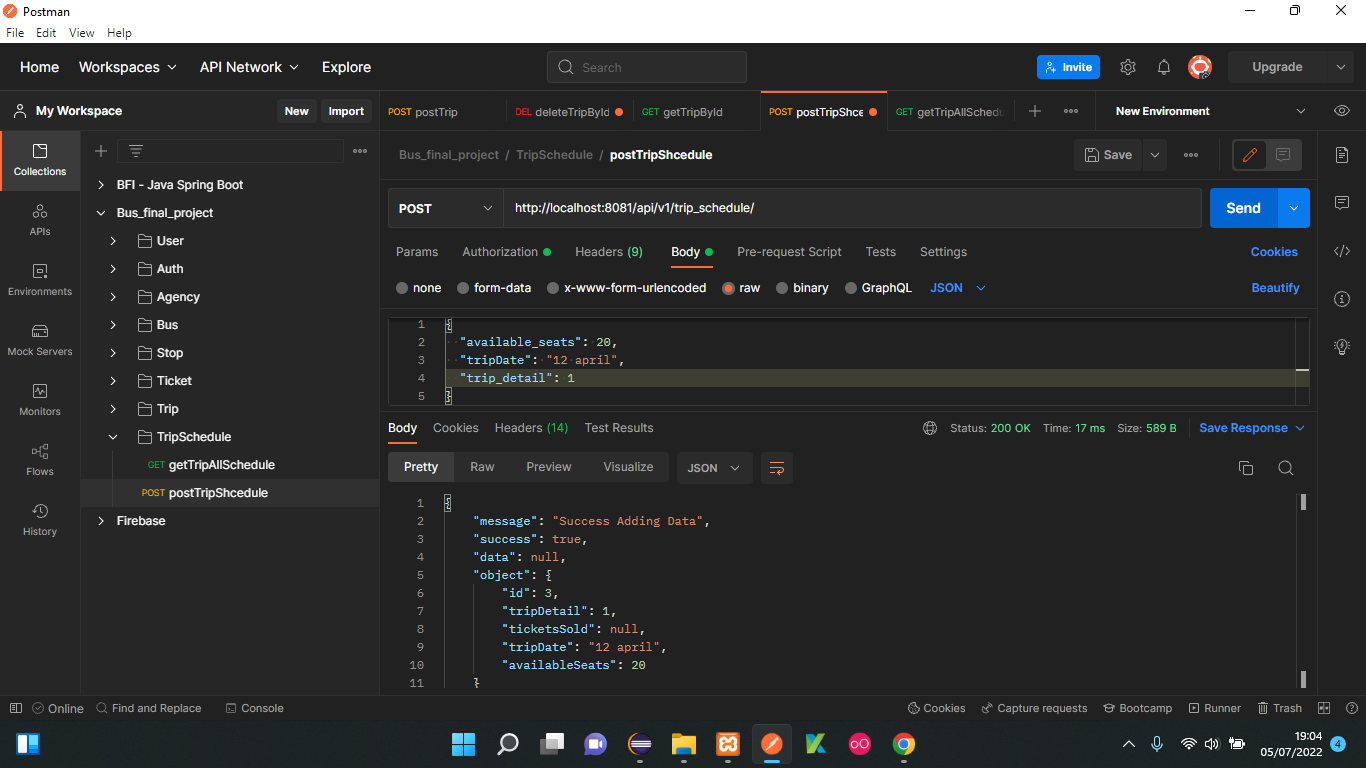 Postman
File Edit View Help
Home Workspaces API Network Explore
Search
Invite
Upgrade
My Workspace
New Import
POST postTrip
DEL deleteTripById
GET getTripById
POST postTripShce
GET getTripAllSchedu
New Environment
Collections
APIs
Environments
Mock Servers
Monitors
Flows
History
BFI - Java Spring Boot
Bus_final_project
User
Auth
Agency
Bus
Stop
Ticket
Trip
TripSchedule
GET getTripAllSchedule
POST postTripShcedule
Firebase
Bus_final_project / TripSchedule / postTripShcedule
Save
POST http://localhost:8081/api/v1/trip_schedule/
Send
Params Authorization Headers (9) Body Pre-request Script Tests Settings Cookies
none form-data x-www-form-urlencoded raw binary GraphQL JSON Beautify
1 {
2 "available_seats": 20,
3 "tripDate": "12 april",
4 "trip_detail": 1
5 }
Body Cookies Headers (14) Test Results Status: 200 OK Time: 17 ms Size: 589 B Save Response
Pretty Raw Preview Visualize JSON
1 {
2 "message": "Success Adding Data",
3 "success": true,
4 "data": null,
5 "object": {
6 "id": 3,
7 "tripDetail": 1,
8 "ticketsSold": null,
9 "tripDate": "12 april",
10 "availableSeats": 20
11 }
Online Find and Replace Console Cookies Capture requests Bootcamp Runner Trash
19:04
05/07/2022 4